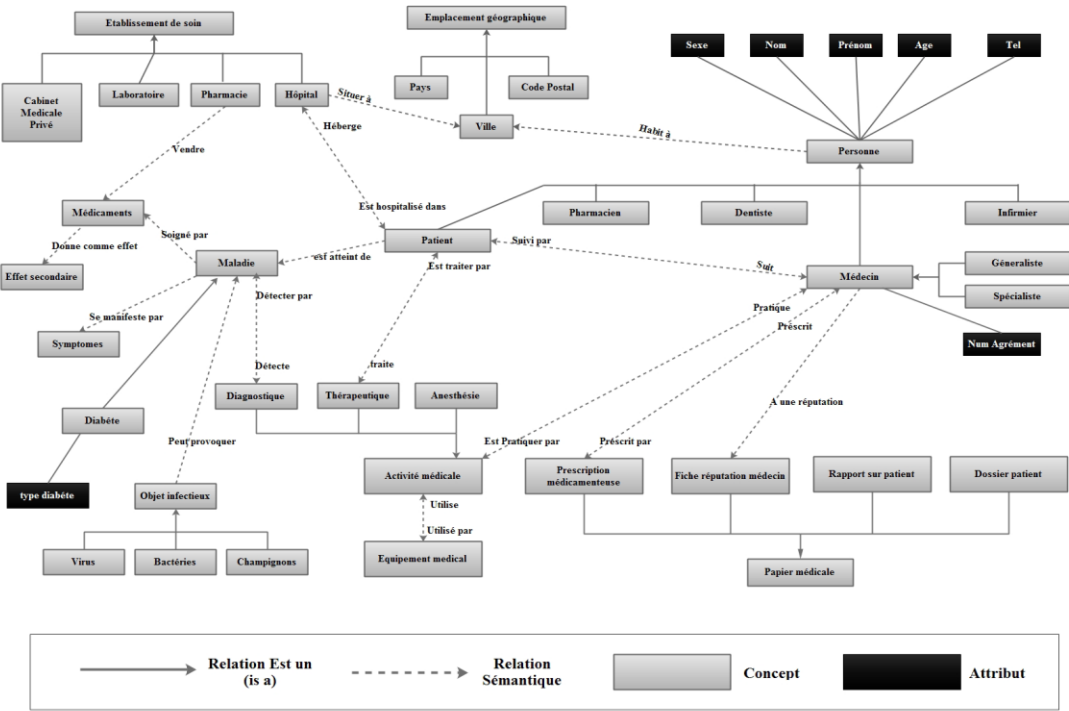 Etablissement de soin
Emplacement géographique
Sexe
Nom
Prénom
Age
Tel
Cabinet
Medicale
Privé
Laboratoire
Pharmacie
Hôpital
Situer à
Pays
Code Postal
Ville
Habit à
Personne
Héberge
Vendre
Est hospitalisé dans
Médicaments
Soigné par
Donne comme effet
Effet secondaire
Maladie
est atteint de
Patient
Est traiter par
Suivi par
Suit
Pharmacien
Dentiste
Infirmier
Médecin
Géneraliste
Spécialiste
Num Agrément
Détecter par
Se manifeste par
Symptomes
Pratique
Préscrit
Détecte
traite
Diagnostique
Thérapeutique
Anesthésie
A une réputation
Diabéte
Peut provoquer
Est Pratiquer par
Préscrit par
type diabéte
Objet infectieux
Activité médicale
Prescription
médicamenteuse
Fiche réputation médecin
Rapport sur patient
Dossier patient
Utilise
Utilisé par
Virus
Bactéries
Champignons
Equipement medical
Papier médicale
Relation Est un
(is a)
Relation
Sémantique
Concept
Attribut